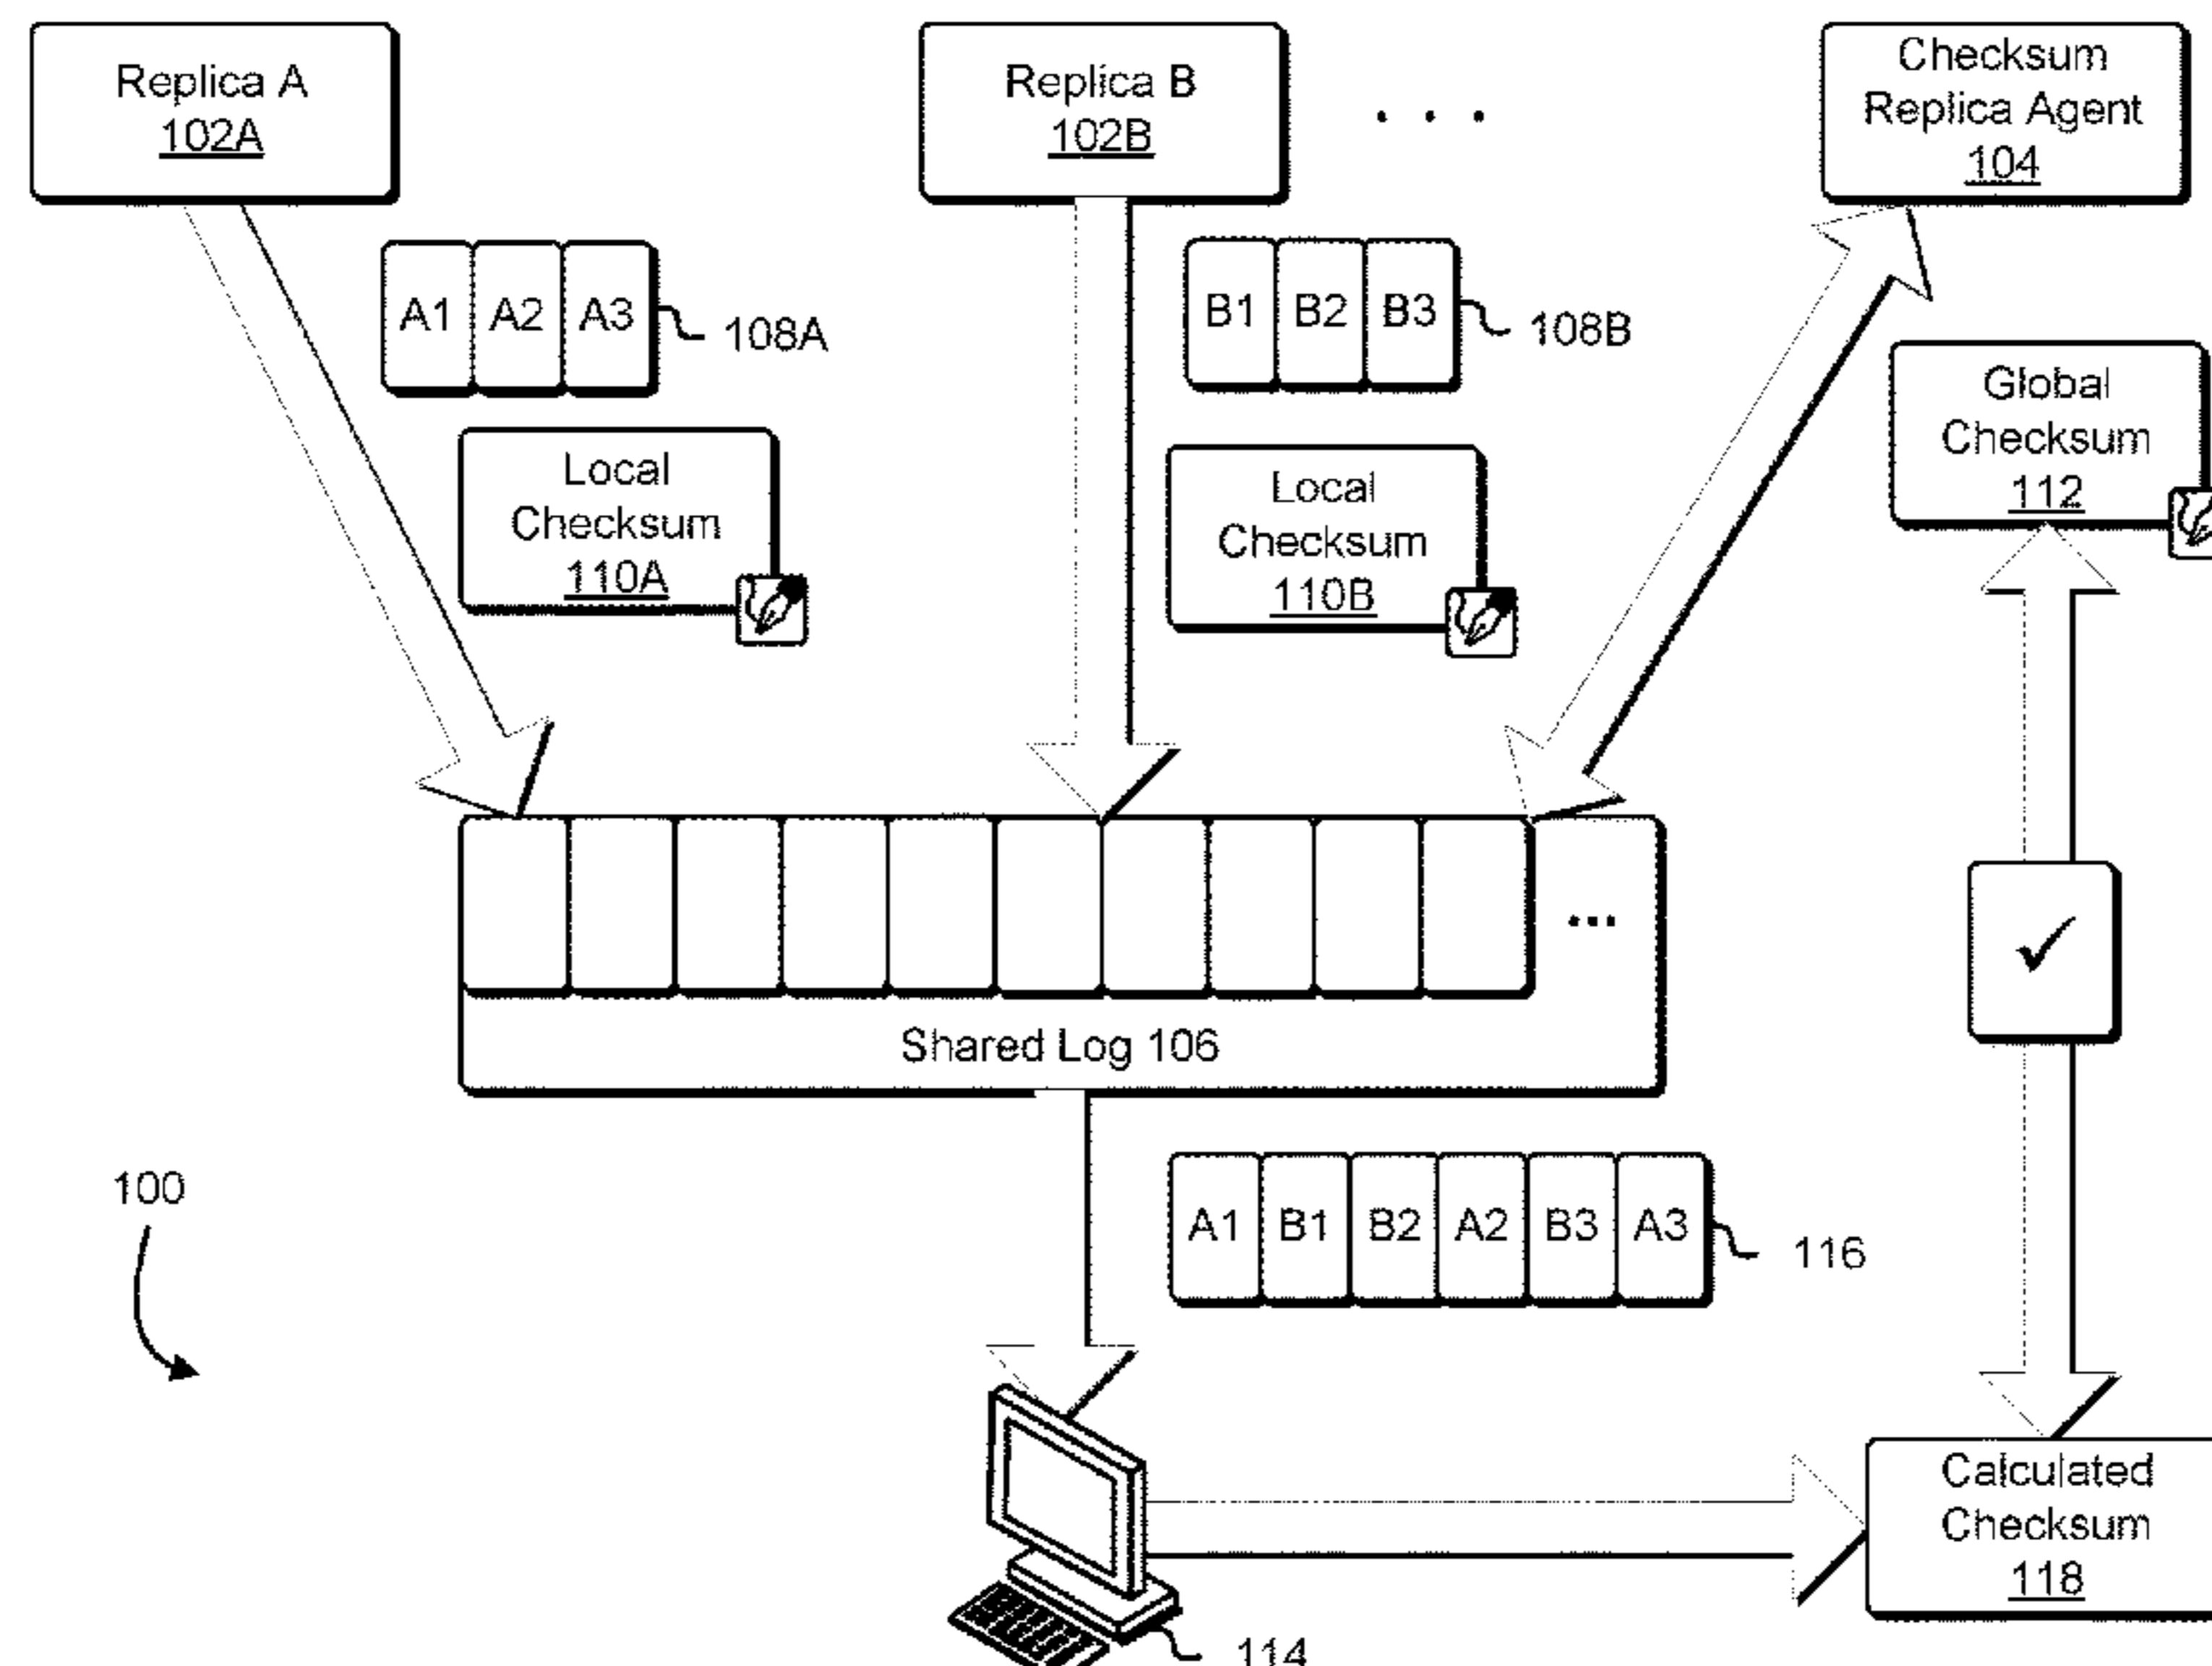 Replica A
102A
Replica B
102B
. . .
Checksum
Replica Agent
104
A1 A2 A3
108A
B1 B2 B3
108B
Global
Checksum
112
Local
Checksum
110A
Local
Checksum
110B
...
Shared Log 106
100
A1 B1 B2 A2 B3 A3
116
Calculated
Checksum
118
114